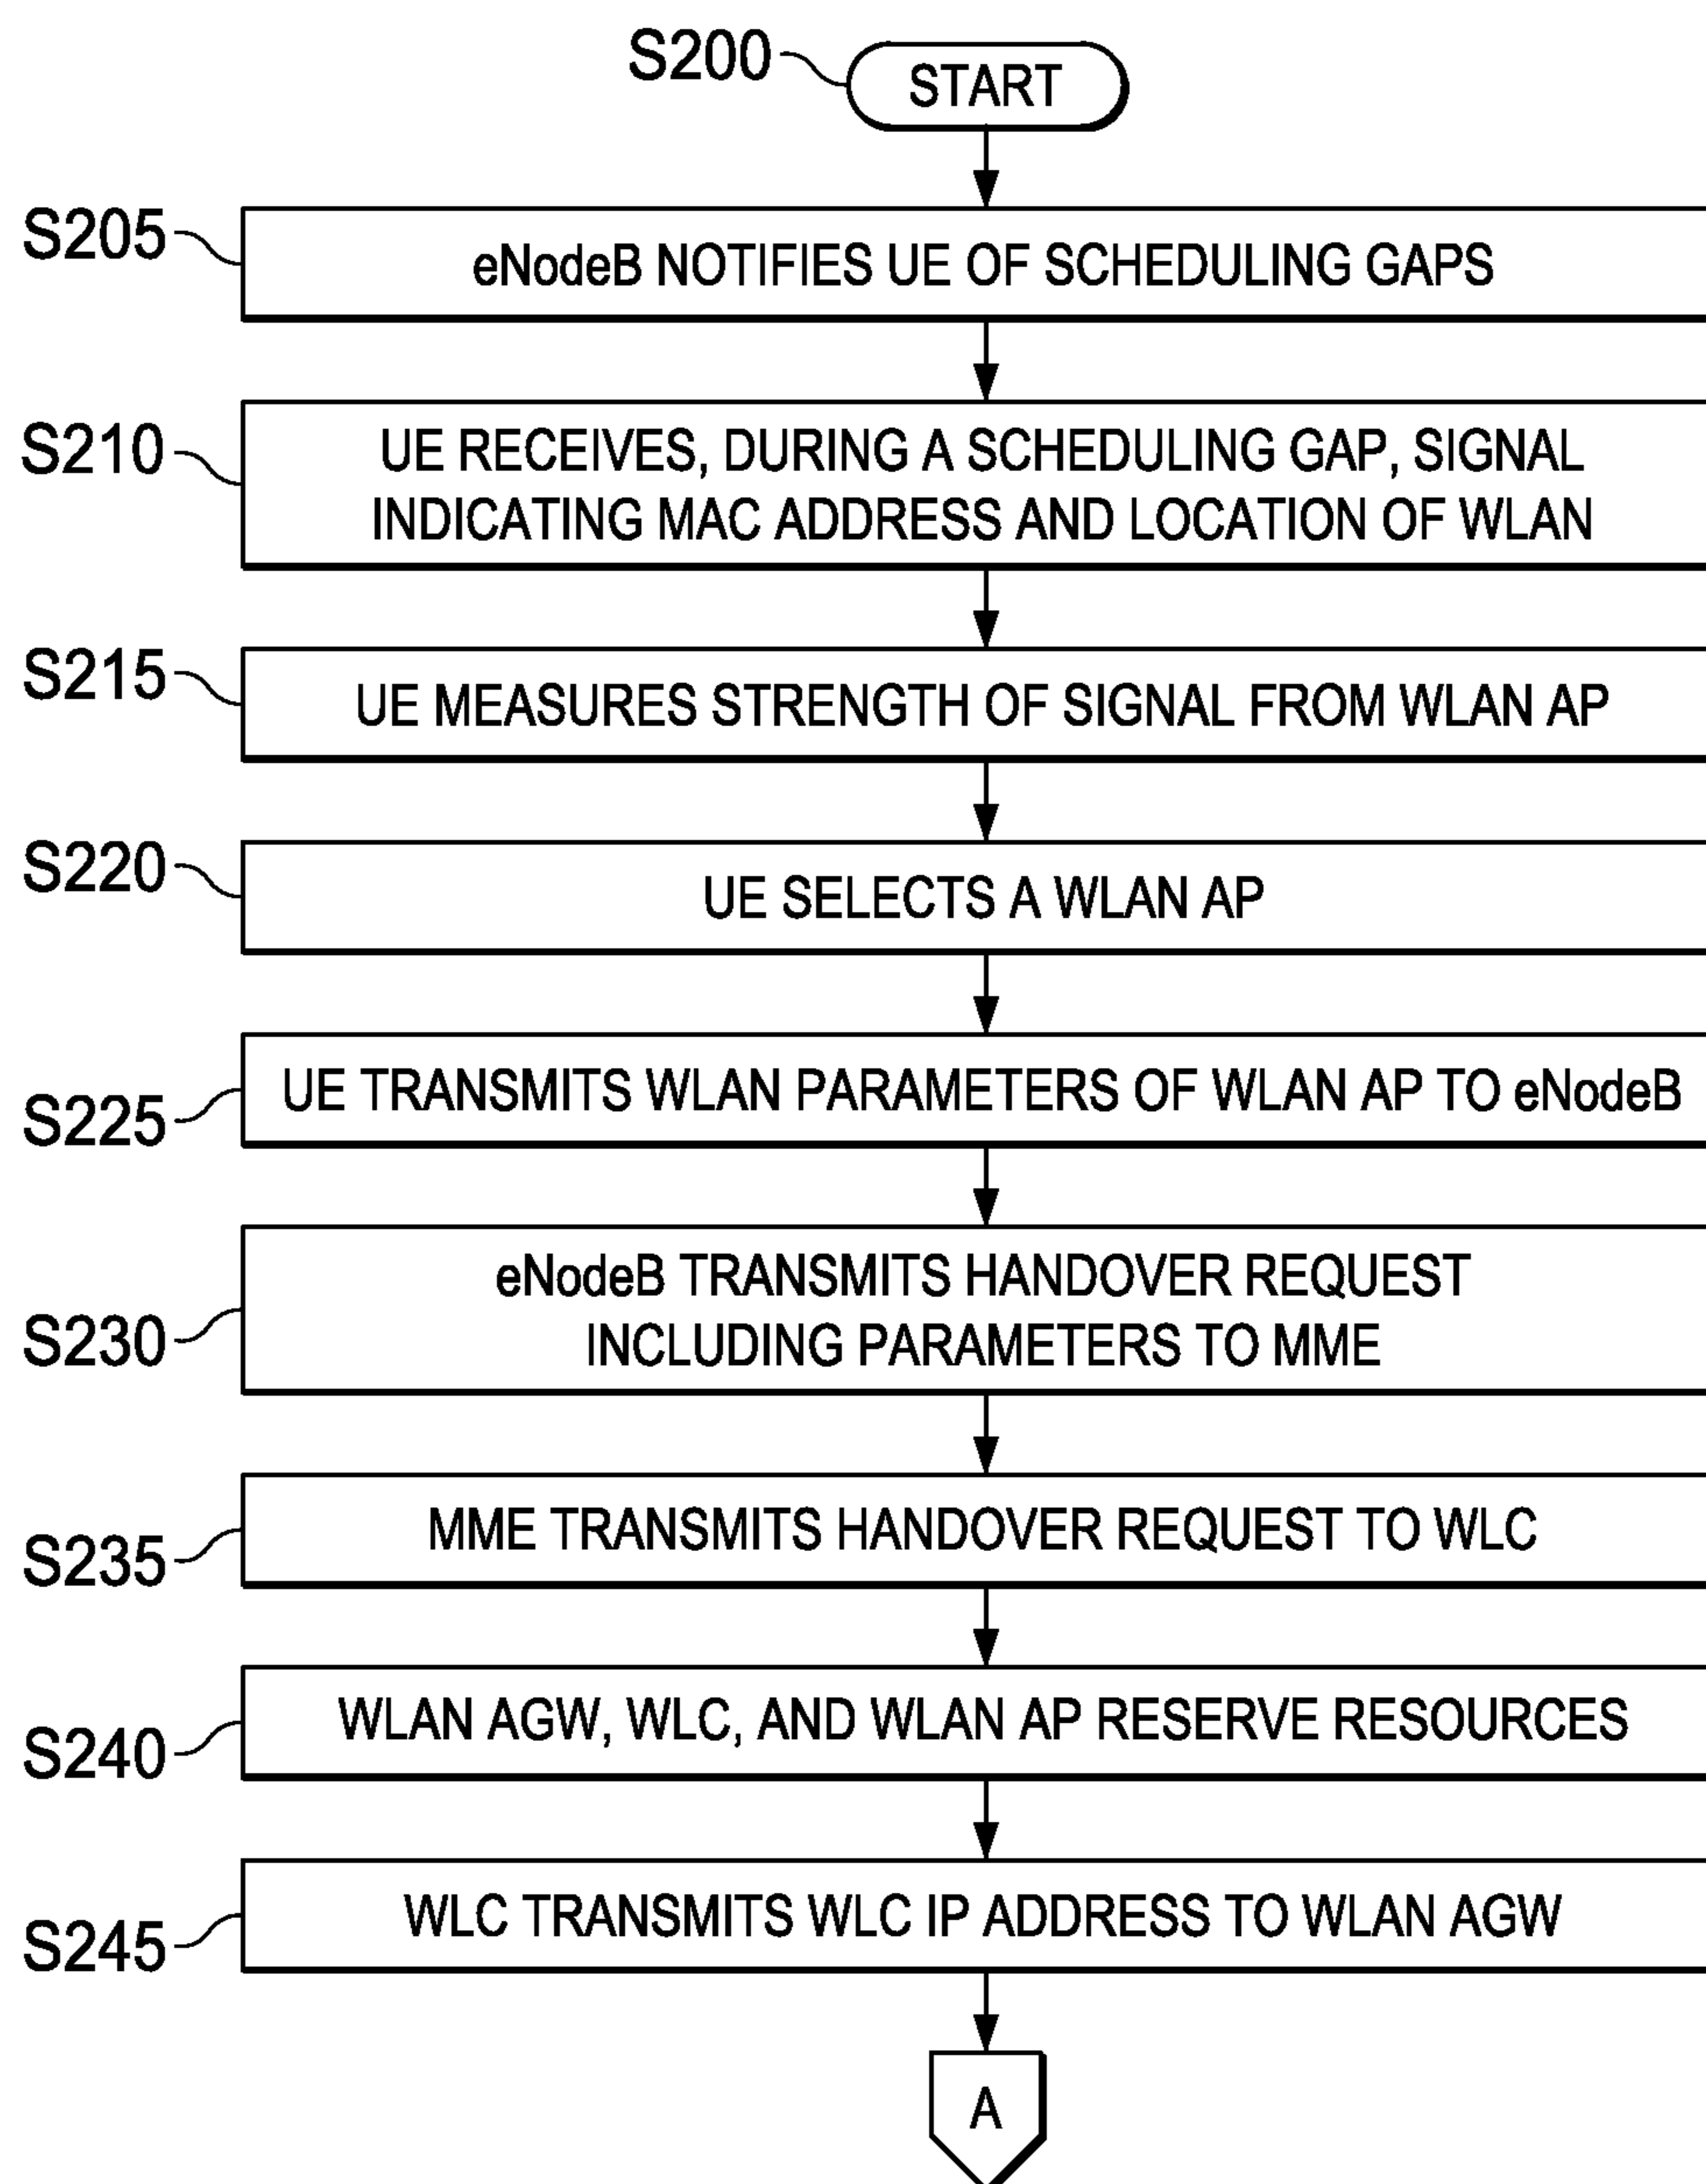 S200
START
S205
eNodeB NOTIFIES UE OF SCHEDULING GAPS
S210
UE RECEIVES, DURING A SCHEDULING GAP, SIGNAL
INDICATING MAC ADDRESS AND LOCATION OF WLAN
S215
UE MEASURES STRENGTH OF SIGNAL FROM WLAN AP
S220
UE SELECTS A WLAN AP
S225
UE TRANSMITS WLAN PARAMETERS OF WLAN AP TO eNodeB
S230
eNodeB TRANSMITS HANDOVER REQUEST
INCLUDING PARAMETERS TO MME
S235
MME TRANSMITS HANDOVER REQUEST TO WLC
S240
WLAN AGW, WLC, AND WLAN AP RESERVE RESOURCES
S245
WLC TRANSMITS WLC IP ADDRESS TO WLAN AGW
A